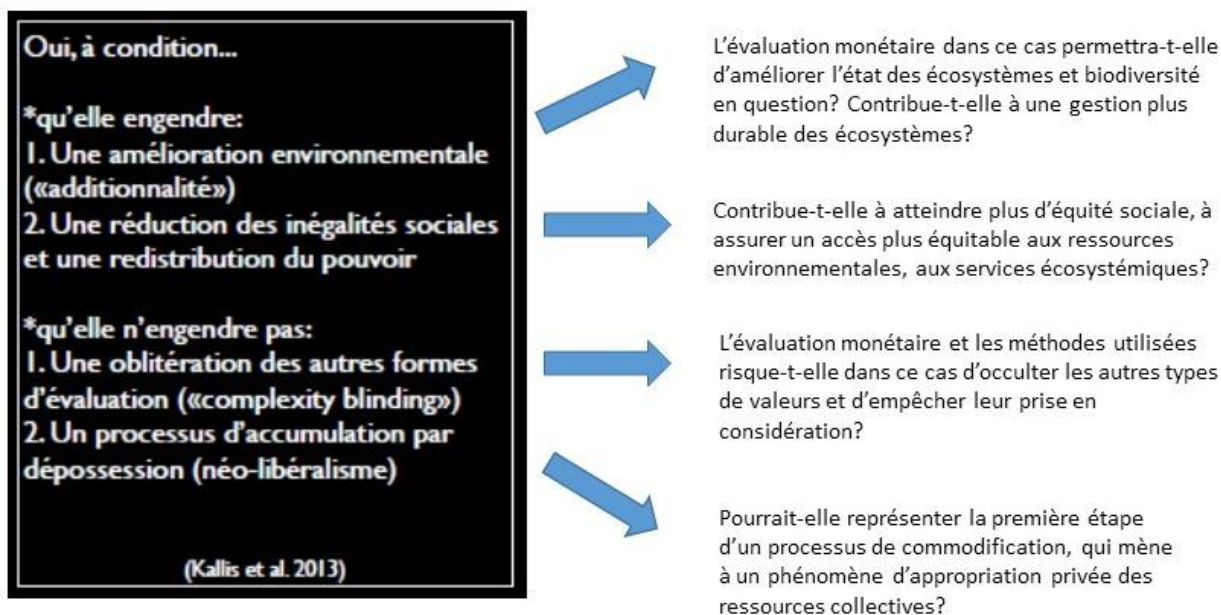 Oui, à condition...
*qu'elle engendre:
1. Une amélioration environnementale
(«additionnalité»)
2. Une réduction des inégalités sociales
et une redistribution du pouvoir
*qu'elle n'engendre pas:
1. Une oblitération des autres formes
d'évaluation («complexity blinding»)
2. Un processus d'accumulation par
dépossession (néo-libéralisme)
(Kallis et al. 2013)
L'évaluation monétaire dans ce cas permettra-t-elle
d'améliorer l'état des écosystèmes et biodiversité
en question? Contribue-t-elle à une gestion plus
durable des écosystèmes?
Contribue-t-elle à atteindre plus d'équité sociale, à
assurer un accès plus équitable aux ressources
environnementales, aux services écosystémiques?
L'évaluation monétaire et les méthodes utilisées
risque-t-elle dans ce cas d'occulter les autres types
de valeurs et d'empêcher leur prise en
considération?
Pourrait-elle représenter la première étape
d'un processus de commodification, qui mène
à un phénomène d'appropriation privée des
ressources collectives?